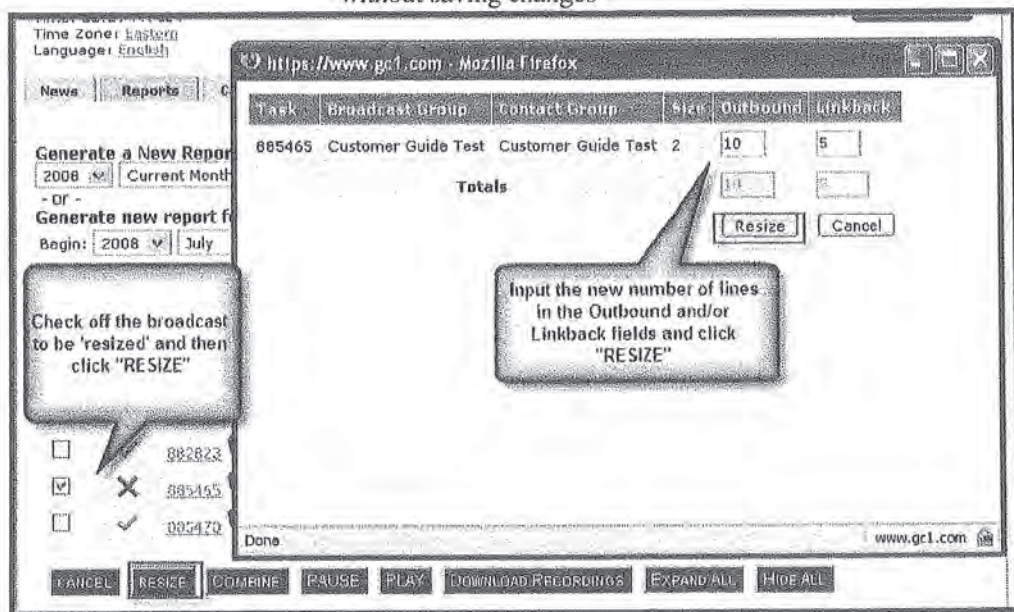 without saving changes
Time Zone: Eastern
Language: English
News Reports C
Generate a New Repor
2008 Current Month
- or -
Generate new report f
Begin: 2008 July
https://www.gc1.com - Mozilla Firefox
Task Broadcast Group Contact Group Size Outbound Linkback
885465 Customer Guide Test Customer Guide Test 2 10 5
Totals
Resize Cancel
Check off the broadcast
to be 'resized' and then
click "RESIZE"
Input the new number of lines
in the Outbound and/or
Linkback fields and click
"RESIZE"
882823
885465
885470
Done www.gc1.com
CANCEL RESIZE COMBINE PAUSE PLAY DOWNLOAD RECORDINGS EXPAND ALL HIDE ALL